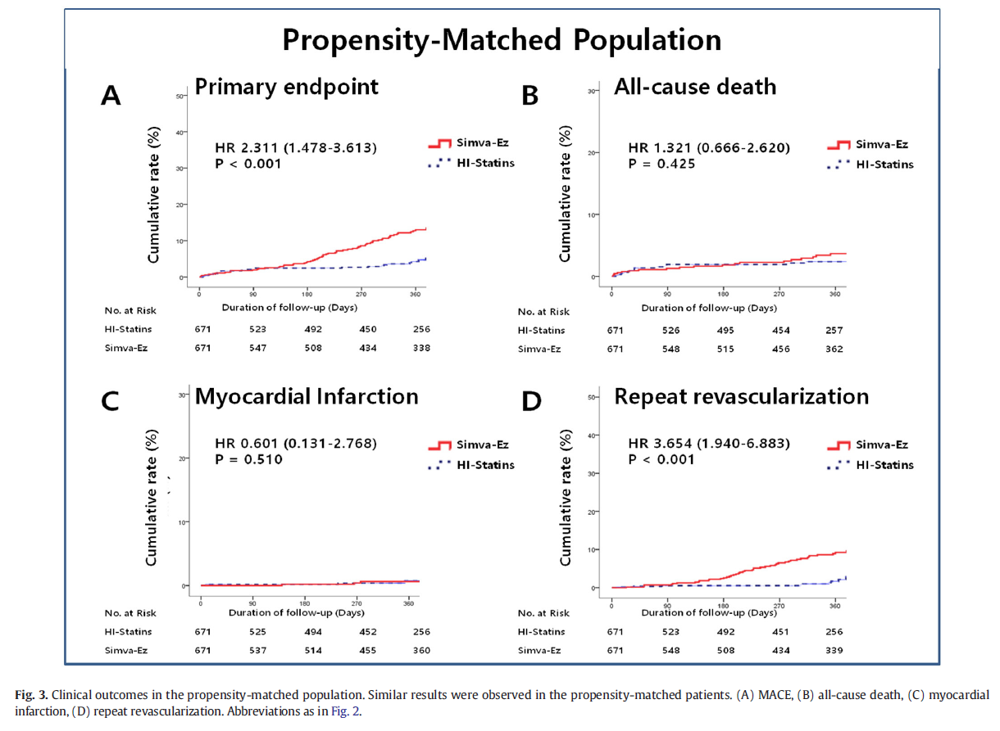 Propensity-Matched Population
A
Primary endpoint
50
40
30
20
10
0
Cumulative rate (%)
HR 2.311 (1.478-3.613)
P < 0.001
Simva-Ez
HI-Statins
0 90 180 270 360
Duration of follow-up (Days)
No. at Risk
HI-Statins 671 523 492 450 256
Simva-Ez 671 547 508 434 338
B
All-cause death
30
20
10
0
Cumulative rate (%)
HR 1.321 (0.666-2.620)
P = 0.425
Simva-Ez
HI-Statins
0 90 180 270 360
Duration of follow-up (Days)
No. at Risk
HI-Statins 671 526 495 454 257
Simva-Ez 671 548 515 456 362
C
Myocardial Infarction
30
20
10
0
Cumulative rate (%)
HR 0.601 (0.131-2.768)
P = 0.510
Simva-Ez
HI-Statins
0 90 180 270 360
Duration of follow-up (Days)
No. at Risk
HI-Statins 671 525 494 452 256
Simva-Ez 671 537 514 455 360
D
Repeat revascularization
50
40
30
20
10
0
Cumulative rate (%)
HR 3.654 (1.940-6.883)
P < 0.001
Simva-Ez
HI-Statins
0 90 180 270 360
Duration of follow-up (Days)
No. at Risk
HI-Statins 671 523 492 451 256
Simva-Ez 671 548 508 434 339
Fig. 3. Clinical outcomes in the propensity-matched population. Similar results were observed in the propensity-matched patients. (A) MACE, (B) all-cause death, (C) myocardial
infarction, (D) repeat revascularization. Abbreviations as in Fig. 2.